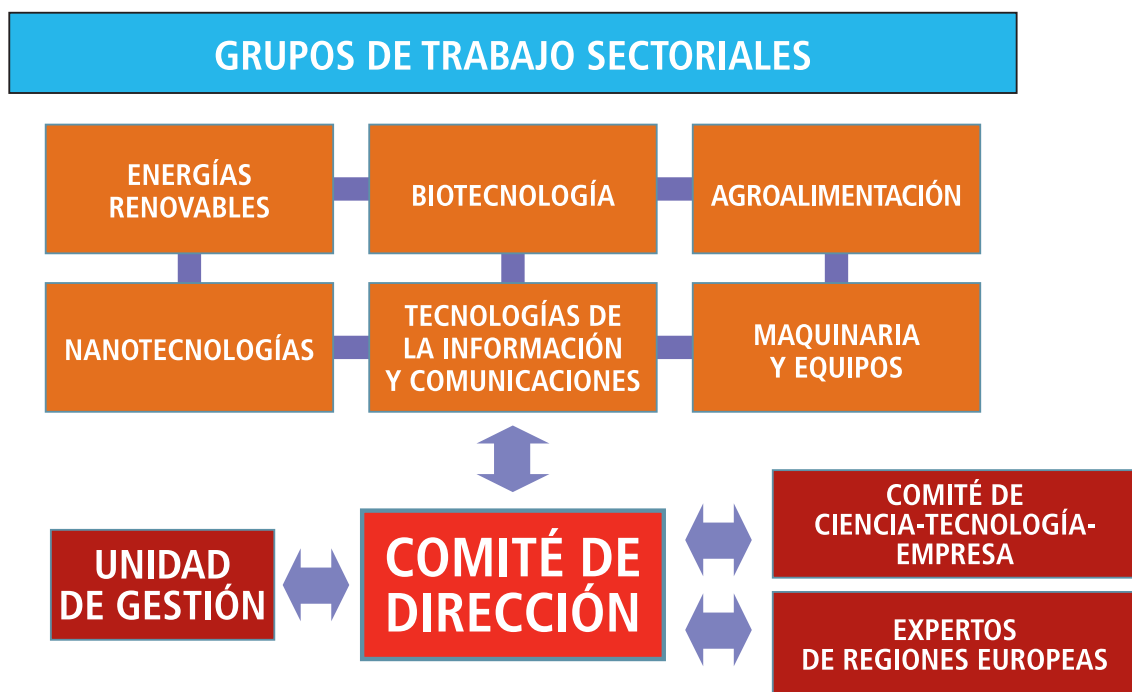 GRUPOS DE TRABAJO SECTORIALES
ENERGÍAS
RENOVABLES
BIOTECNOLOGÍA
AGROALIMENTACIÓN
NANOTECNOLOGÍAS
TECNOLOGÍAS DE
LA INFORMACIÓN
Y COMUNICACIONES
MAQUINARIA
Y EQUIPOS
UNIDAD
DE GESTIÓN
COMITÉ DE
DIRECCIÓN
COMITÉ DE
CIENCIA-TECNOLOGÍA-
EMPRESA
EXPERTOS
DE REGIONES EUROPEAS